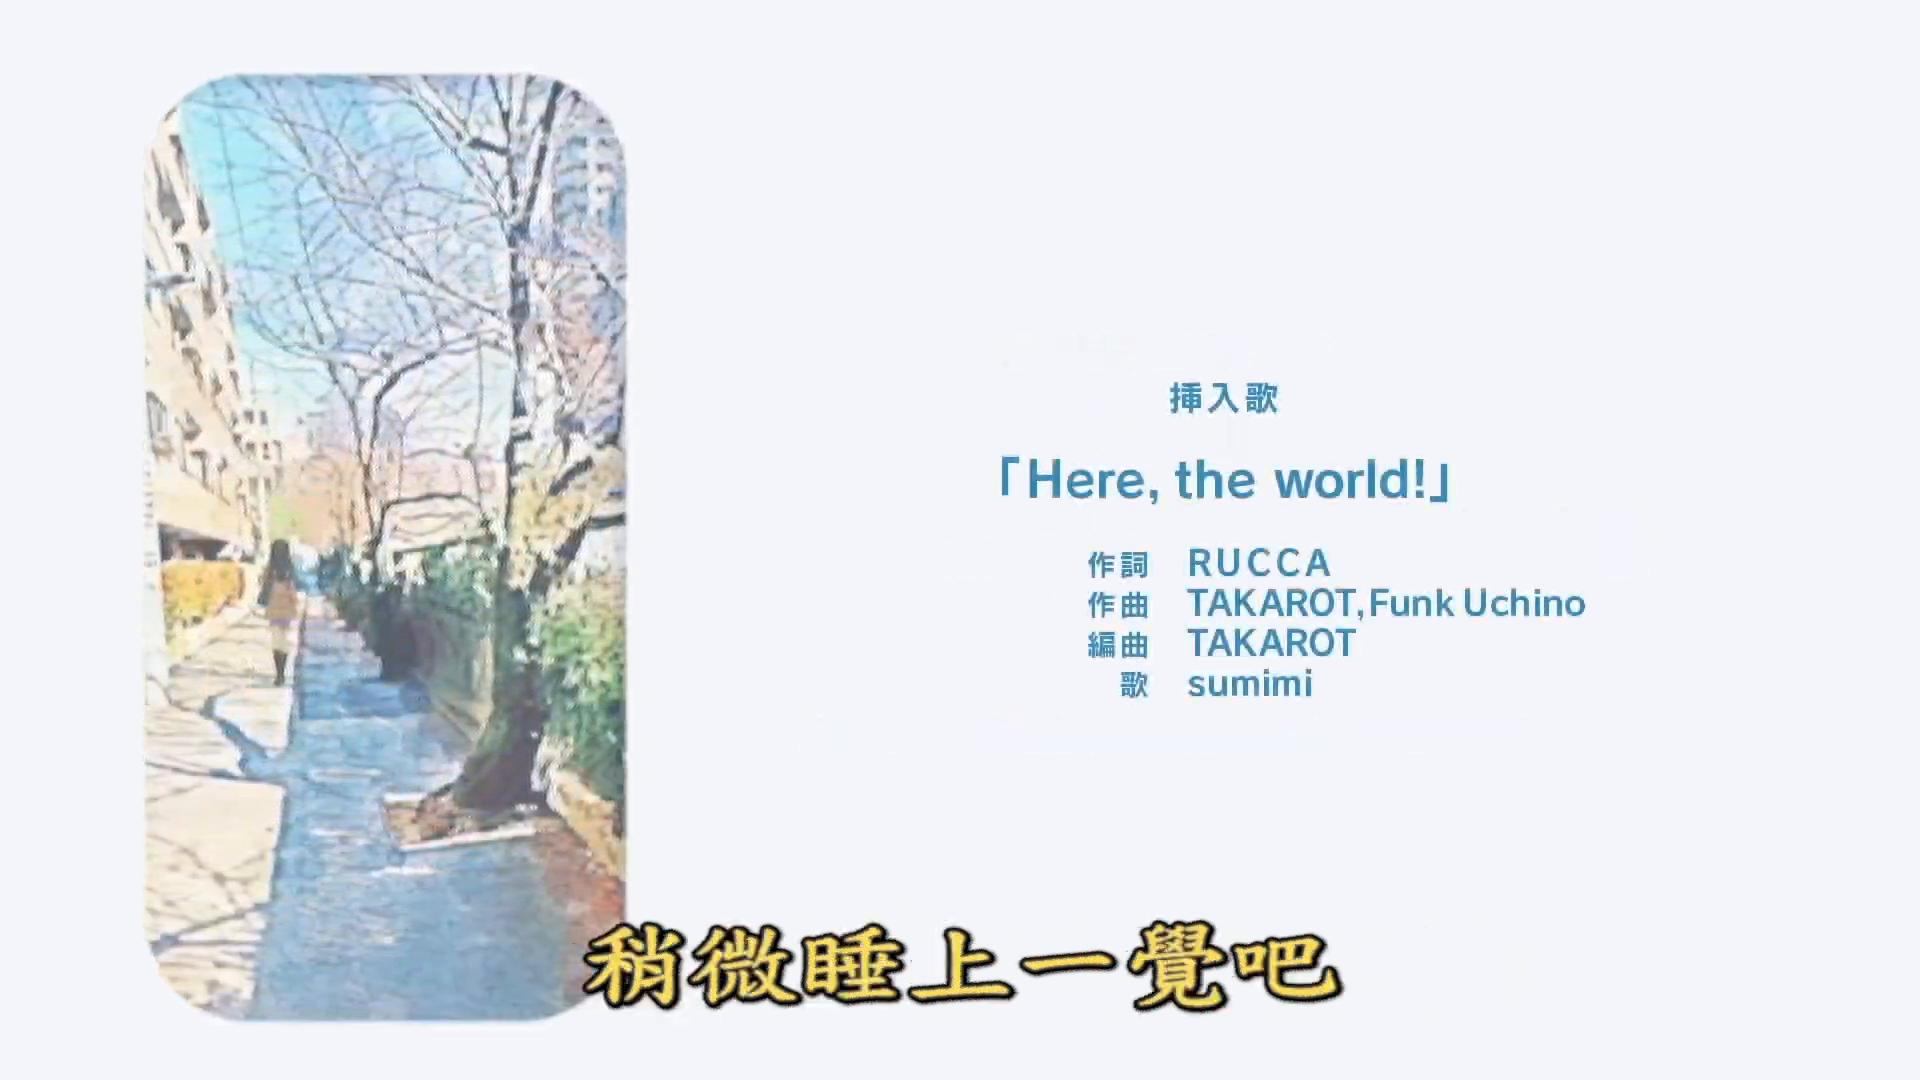 挿入歌
「Here, the world!」
作詞 RUCCA
作曲 TAKAROT, Funk Uchino
編曲 TAKAROT
歌 sumimi
稍微睡上一覺吧